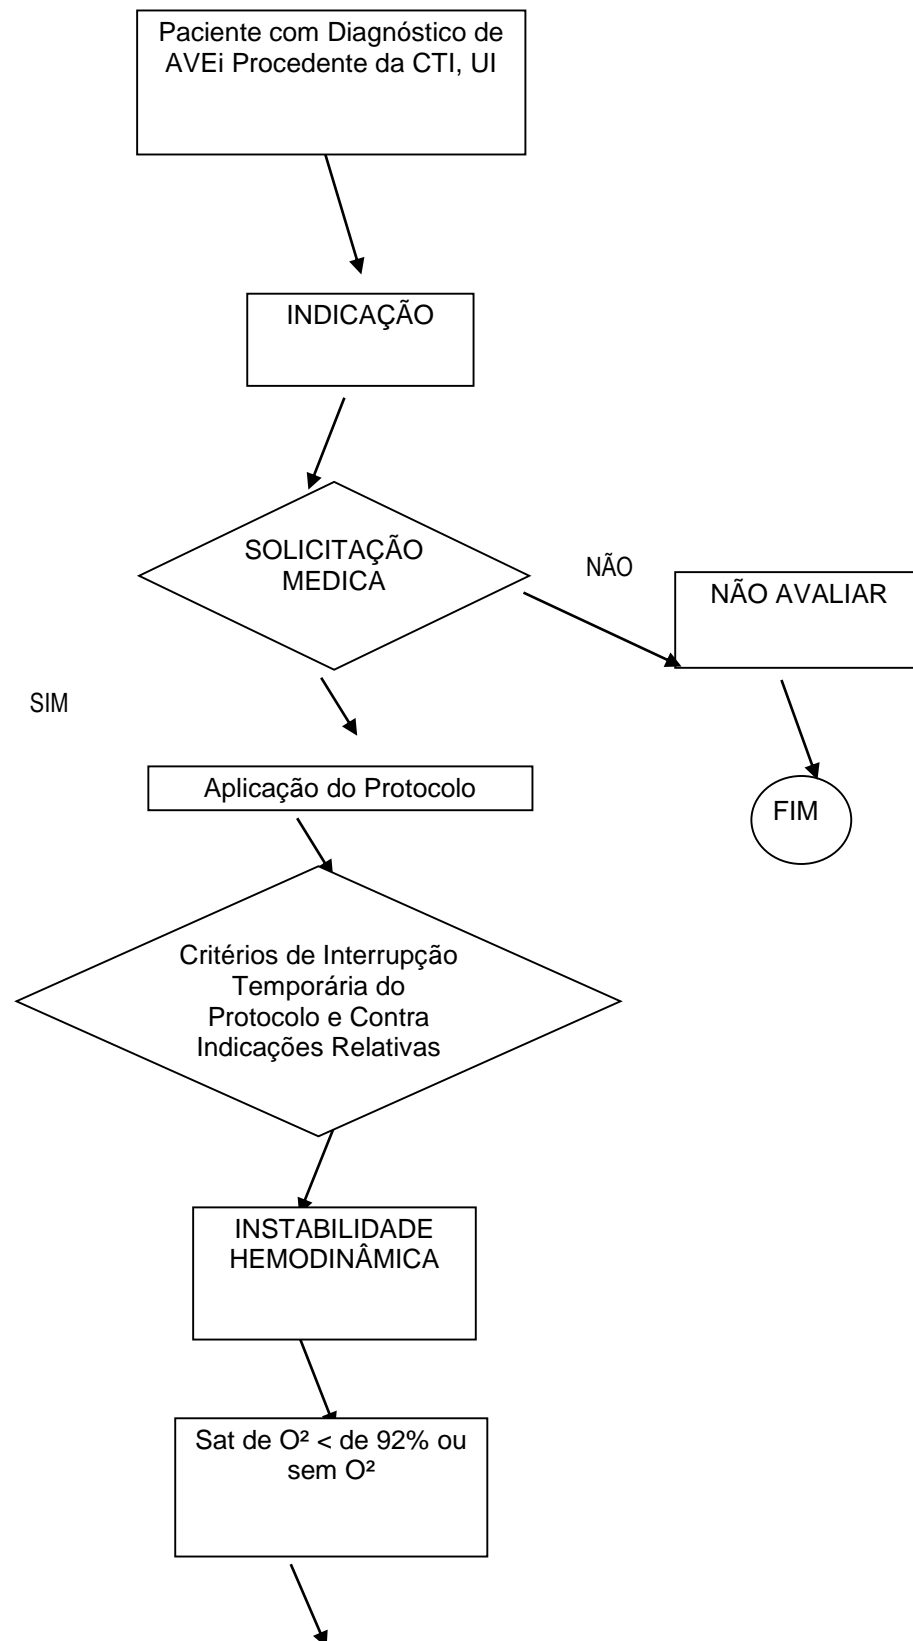 Paciente com Diagnóstico de
AVEi Procedente da CTI, UI
INDICAÇÃO
SOLICITAÇÃO
MEDICA
NÃO
NÃO AVALIAR
SIM
Aplicação do Protocolo
FIM
Critérios de Interrupção
Temporária do
Protocolo e Contra
Indicações Relativas
INSTABILIDADE
HEMODINÂMICA
Sat de O² < de 92% ou
sem O²